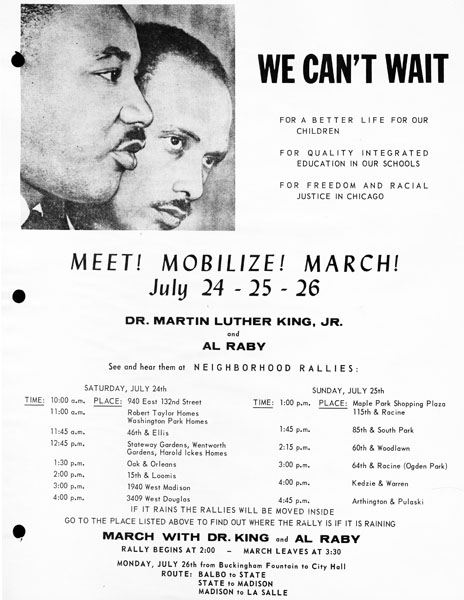 WE CAN'T WAIT
FOR A BETTER LIFE FOR OUR
CHILDREN
FOR QUALITY INTEGRATED
EDUCATION IN OUR SCHOOLS
FOR FREEDOM AND RACIAL
JUSTICE IN CHICAGO
MEET! MOBILIZE! MARCH!
July 24 - 25 - 26
DR. MARTIN LUTHER KING, JR.
and
AL RABY
See and hear them at NEIGHBORHOOD RALLIES:
SATURDAY, JULY 24th
TIME: 10:00 a.m. PLACE: 940 East 132nd Street
11:00 a.m. Robert Taylor Homes
Washington Park Homes
11:45 a.m. 46th & Ellis
12:45 p.m. Stateway Gardens, Wentworth
Gardens, Harold Ickes Homes
1:30 p.m. Oak & Orleans
2:00 p.m. 15th & Loomis
3:00 p.m. 1940 West Madison
4:00 p.m. 3409 West Douglas
SUNDAY, JULY 25th
TIME: 1:00 p.m. PLACE: Maple Park Shopping Plaza
115th & Racine
1:45 p.m. 85th & South Park
2:15 p.m. 60th & Woodlawn
3:00 p.m. 64th & Racine (Ogden Park)
4:00 p.m. Kedzie & Warren
4:45 p.m. Arthington & Pulaski
IF IT RAINS THE RALLIES WILL BE MOVED INSIDE
GO TO THE PLACE LISTED ABOVE TO FIND OUT WHERE THE RALLY IS IF IT IS RAINING
MARCH WITH DR. KING and AL RABY
RALLY BEGINS AT 2:00 – MARCH LEAVES AT 3:30
MONDAY, JULY 26th from Buckingham Fountain to City Hall
ROUTE: BALBO to STATE
STATE to MADISON
MADISON to LA SALLE